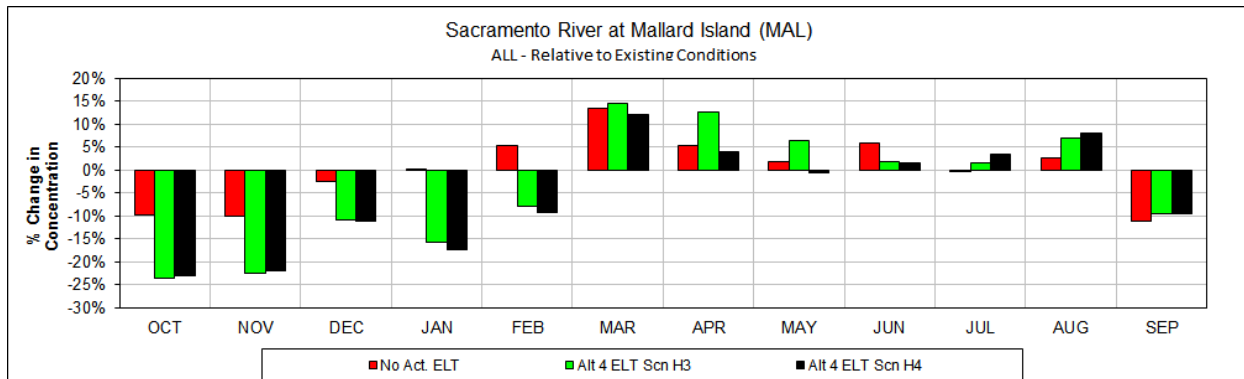 Sacramento River at Mallard Island (MAL)
ALL - Relative to Existing Conditions
% Change in
Concentration
20%
15%
10%
5%
0%
-5%
-10%
-15%
-20%
-25%
-30%
OCT NOV DEC JAN FEB MAR APR MAY JUN JUL AUG SEP
No Act. ELT Alt 4 ELT Scn H3 Alt 4 ELT Scn H4